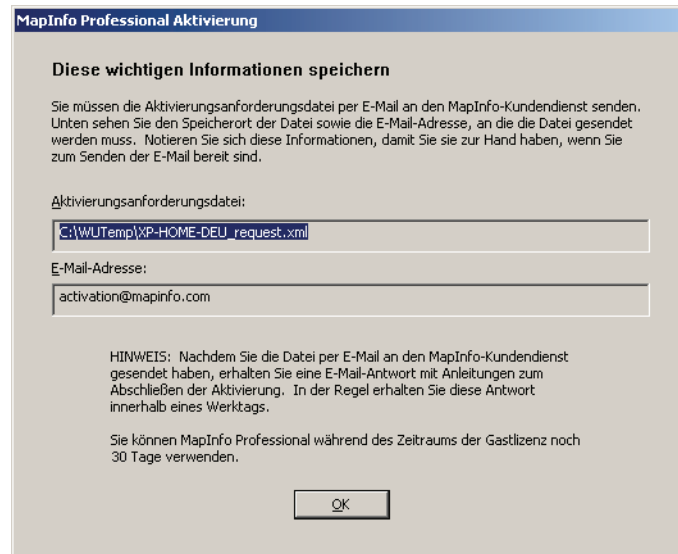 MapInfo Professional Aktivierung
Diese wichtigen Informationen speichern
Sie müssen die Aktivierungsanforderungsdatei per E-Mail an den MapInfo-Kundendienst senden.
Unten sehen Sie den Speicherort der Datei sowie die E-Mail-Adresse, an die die Datei gesendet
werden muss.  Notieren Sie sich diese Informationen, damit Sie sie zur Hand haben, wenn Sie
zum Senden der E-Mail bereit sind.
Aktivierungsanforderungsdatei:
C:\WUTemp\XP-HOME-DEU_request.xml
E-Mail-Adresse:
activation@mapinfo.com
HINWEIS:  Nachdem Sie die Datei per E-Mail an den MapInfo-Kundendienst
gesendet haben, erhalten Sie eine E-Mail-Antwort mit Anleitungen zum
Abschließen der Aktivierung.  In der Regel erhalten Sie diese Antwort
innerhalb eines Werktags.
Sie können MapInfo Professional während des Zeitraums der Gastlizenz noch
30 Tage verwenden.
OK